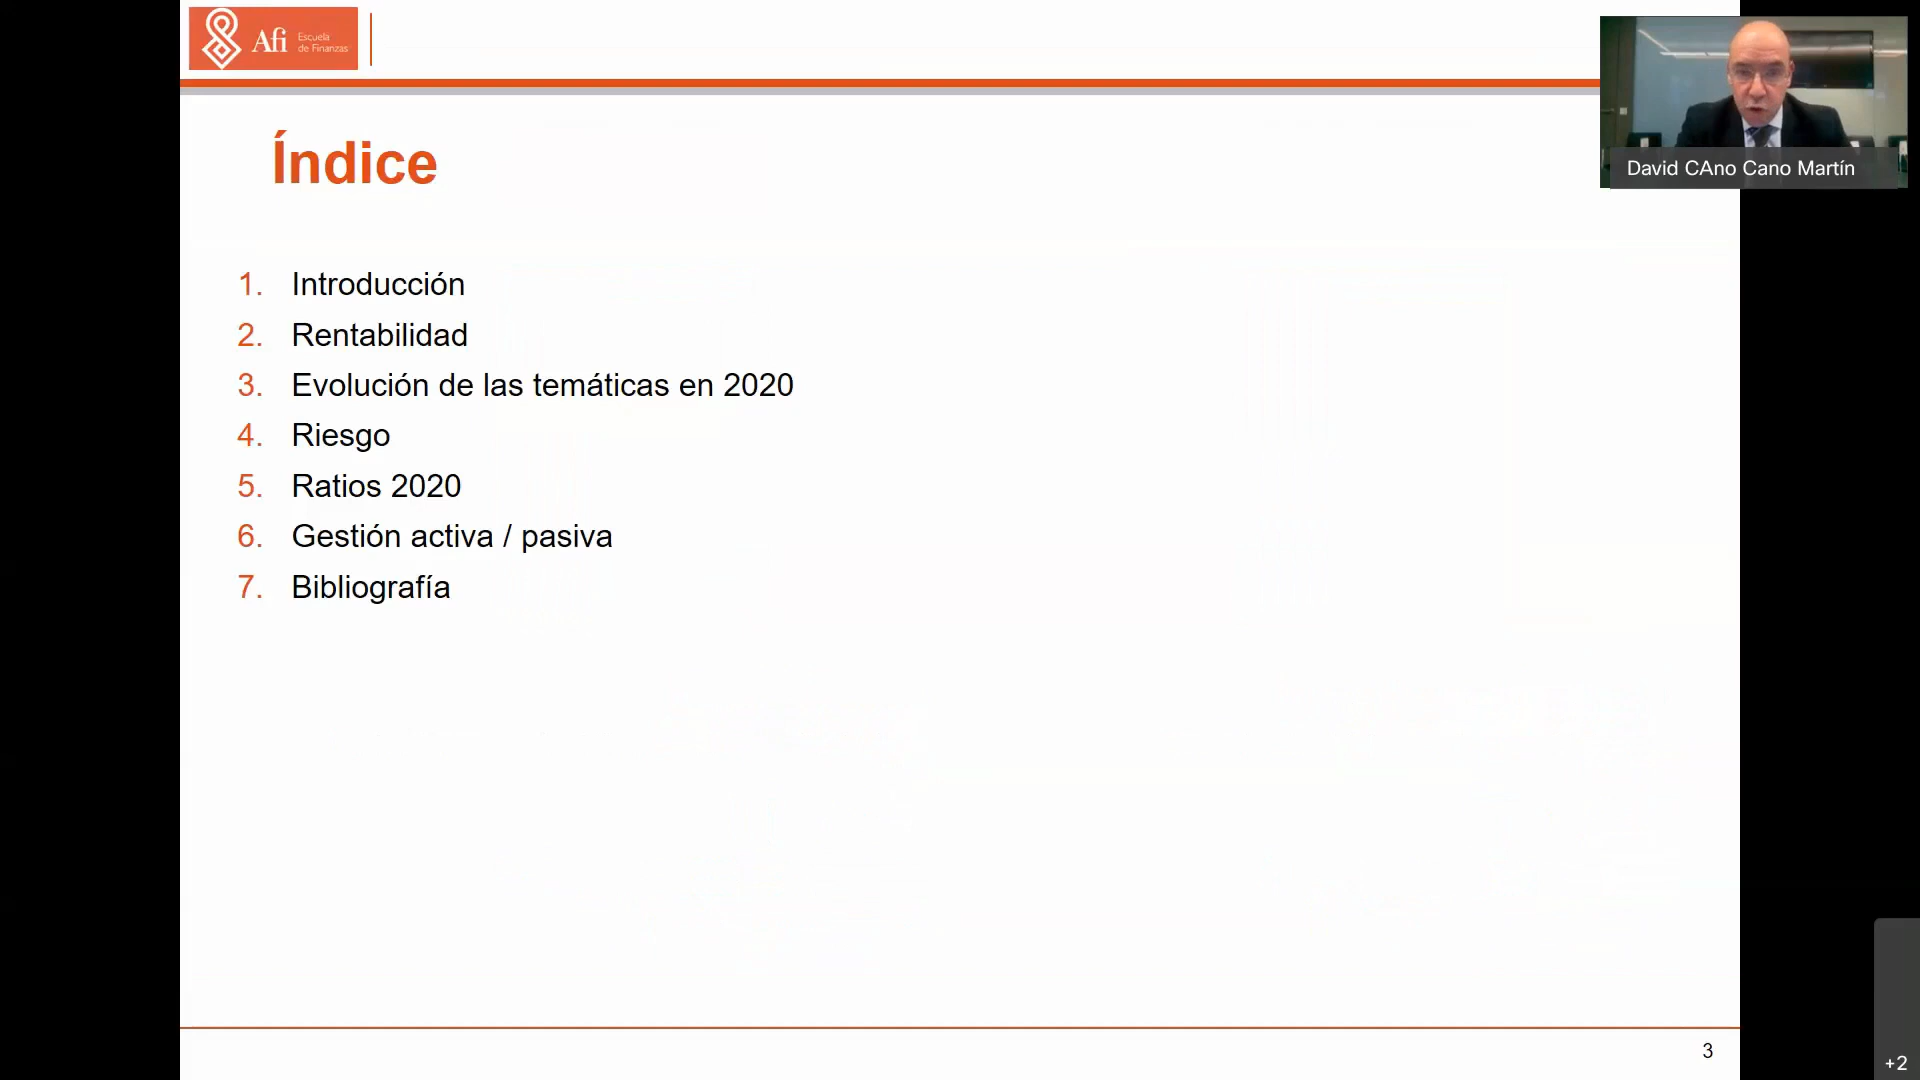 Afi Escuela
de Finanzas
David CAno Cano Martín
Índice
1. Introducción
2. Rentabilidad
3. Evolución de las temáticas en 2020
4. Riesgo
5. Ratios 2020
6. Gestión activa / pasiva
7. Bibliografía
3
+2